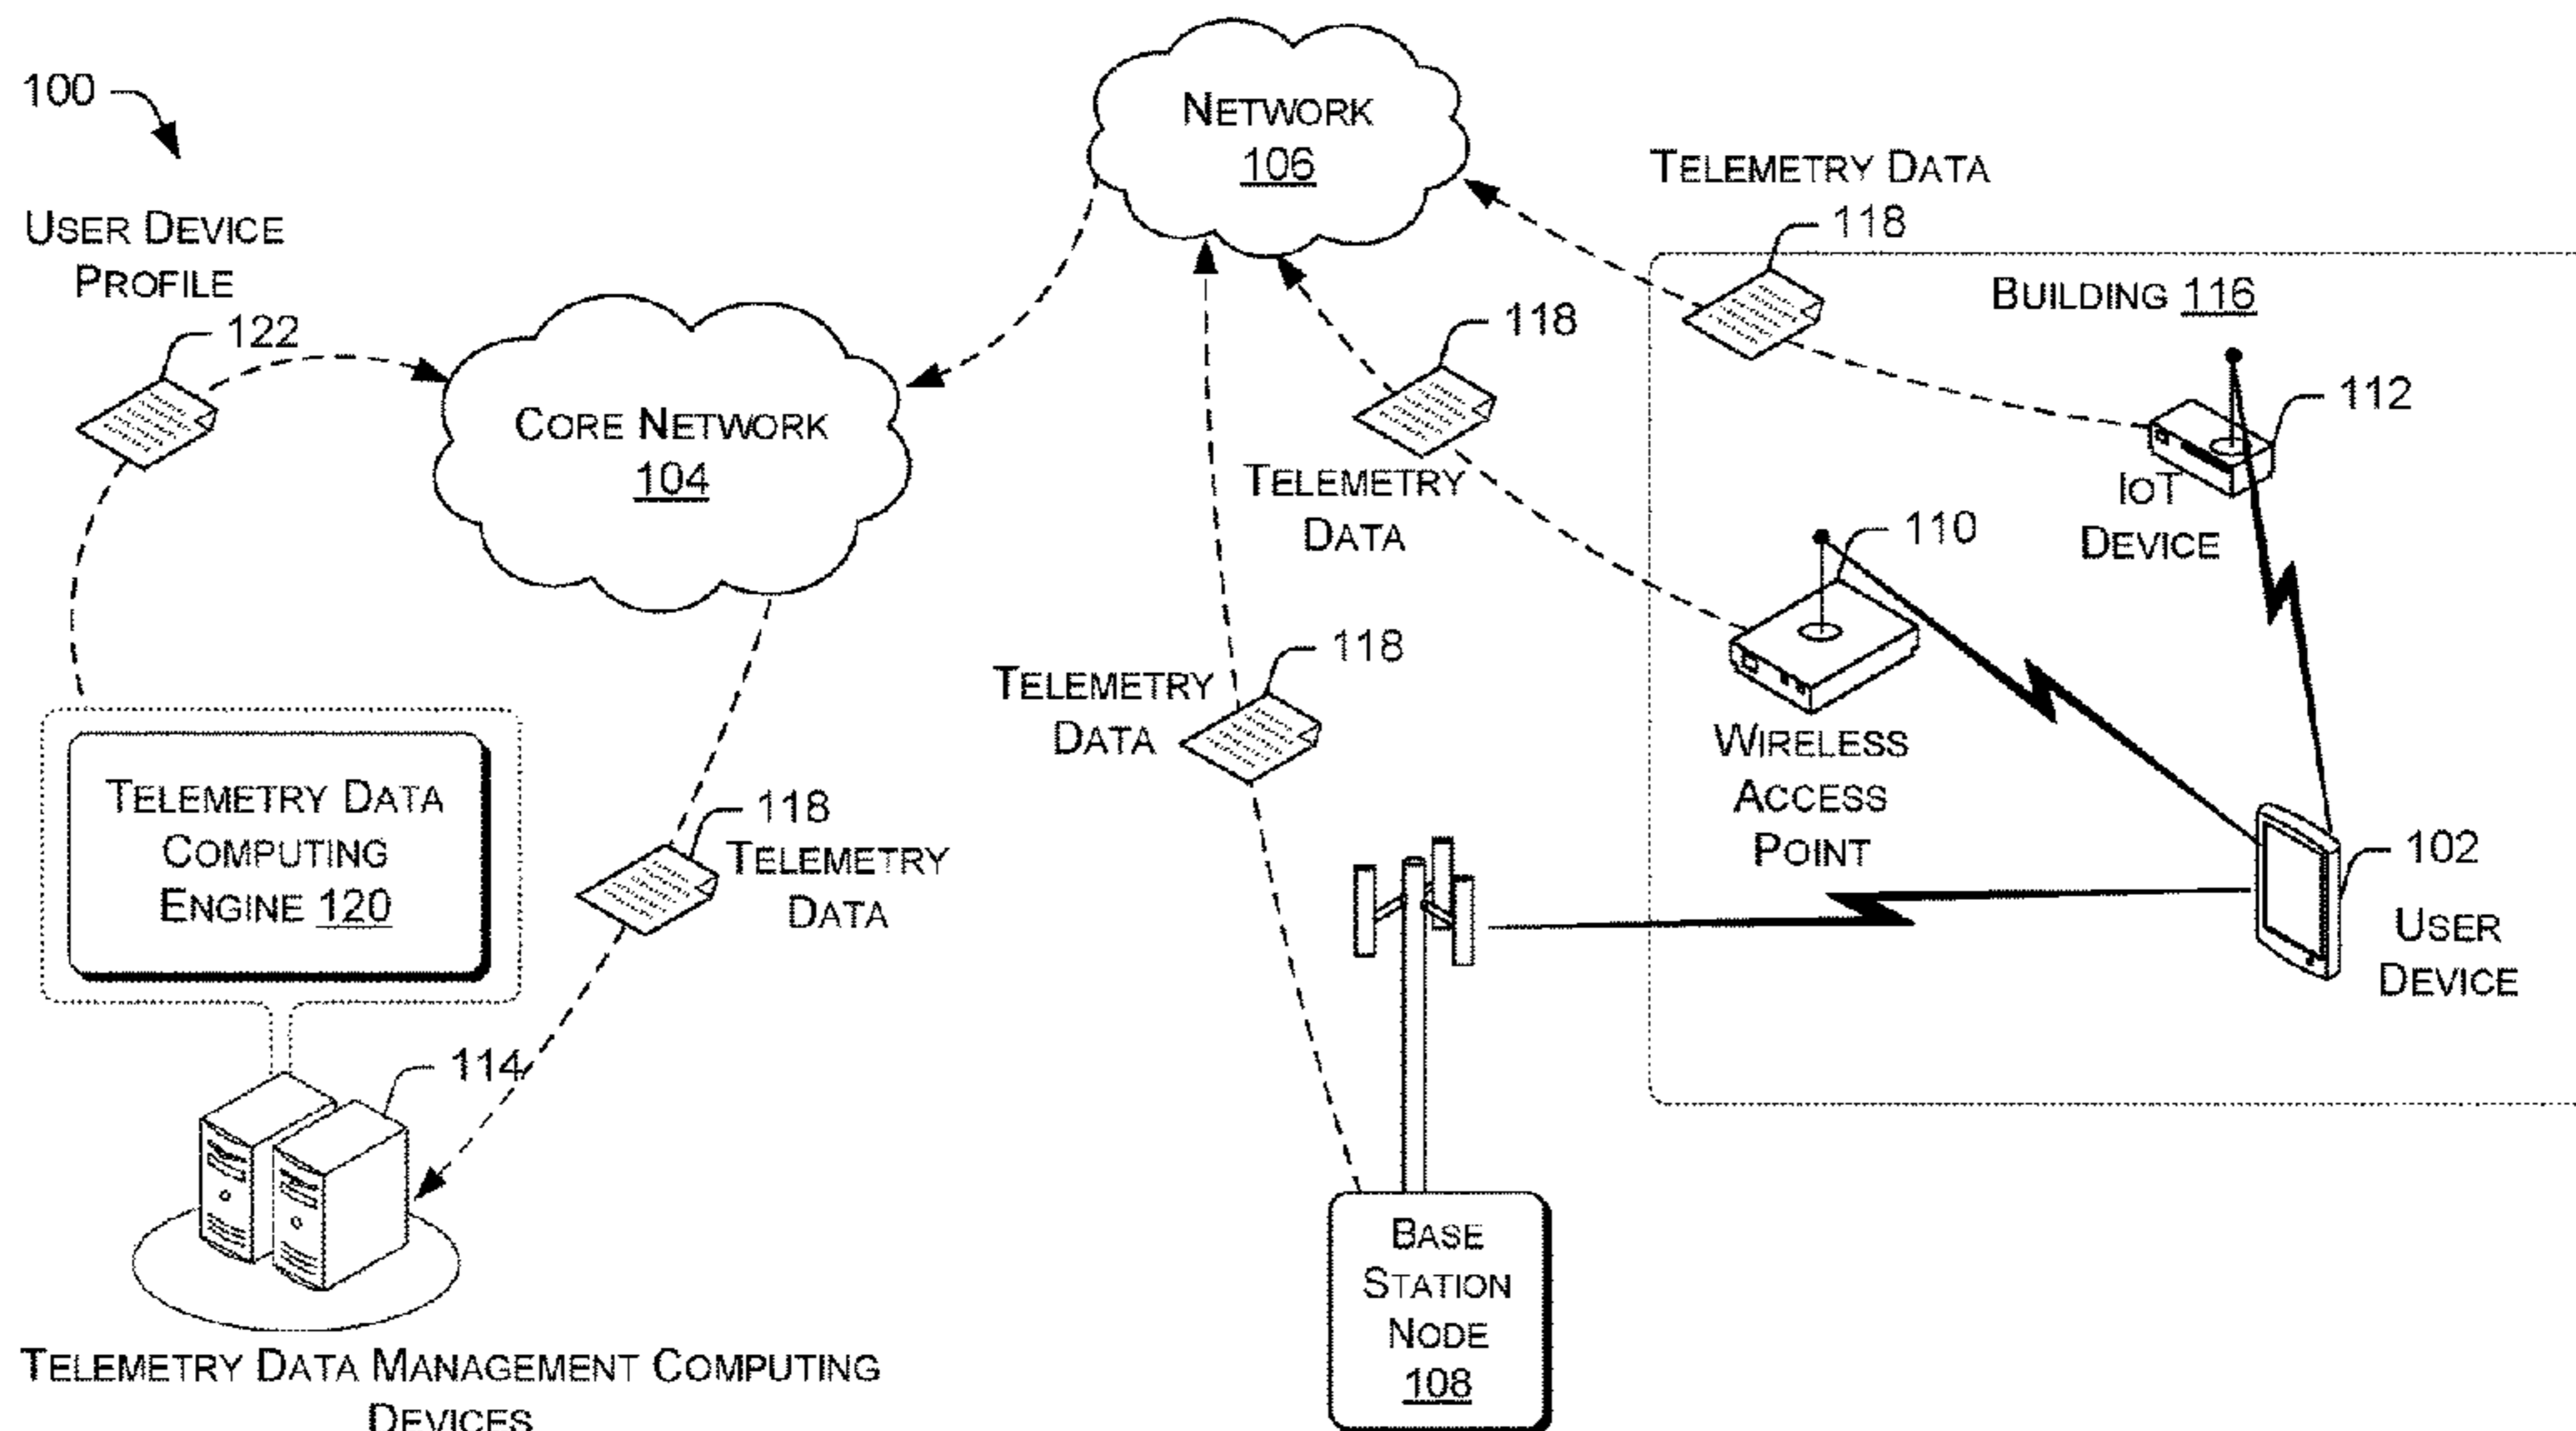 100
USER DEVICE
PROFILE
122
NETWORK
106
TELEMETRY DATA
118
BUILDING 116
118
TELEMETRY
DATA
112
IOT
DEVICE
CORE NETWORK
104
110
WIRELESS
ACCESS
POINT
118
TELEMETRY
DATA
TELEMETRY DATA
COMPUTING
ENGINE 120
118
TELEMETRY
DATA
102
USER
DEVICE
114
TELEMETRY DATA MANAGEMENT COMPUTING
DEVICES
BASE
STATION
NODE
108